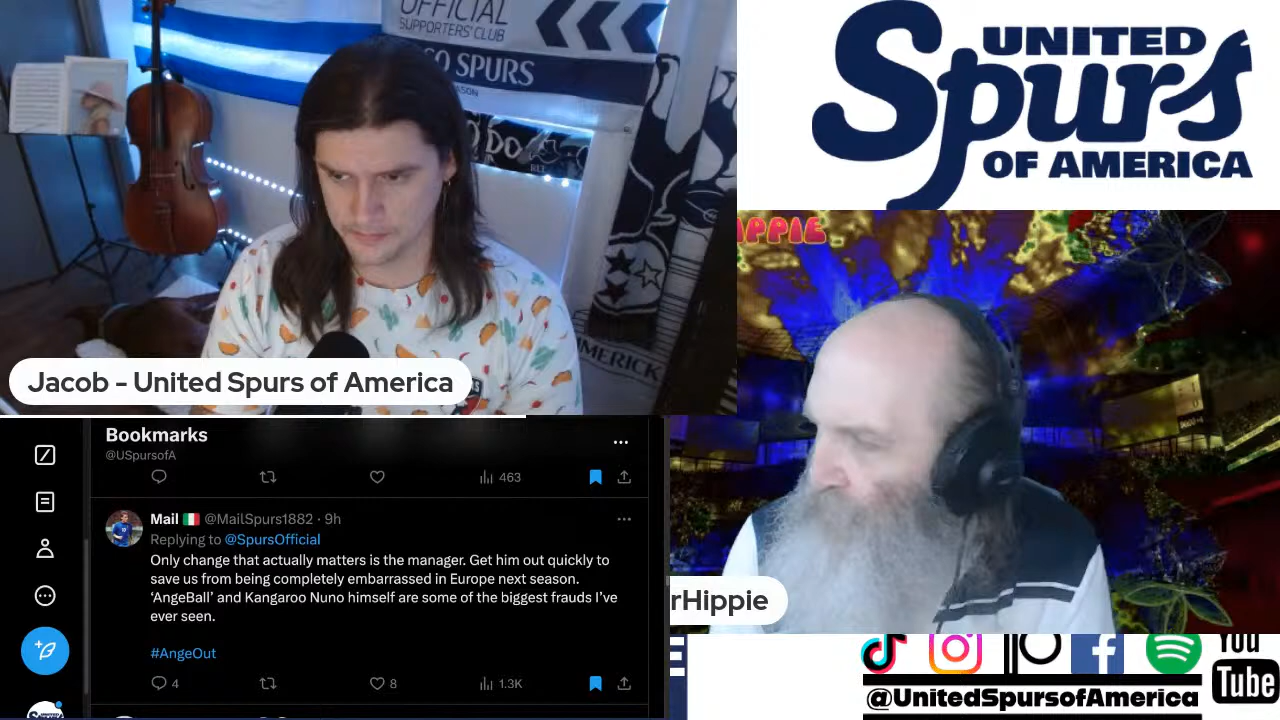 OFFICIAL
SUPPORTERS' CLUB
SO SPURS
UNITED
Spurs
OF AMERICA
Jacob - United Spurs of America
rHippie
Bookmarks
@USpursofA
463
Mail @MailSpurs1882 · 9h
Replying to @SpursOfficial
Only change that actually matters is the manager. Get him out quickly to
save us from being completely embarrassed in Europe next season.
‘AngeBall’ and Kangaroo Nuno himself are some of the biggest frauds I’ve
ever seen.
#AngeOut
4
8
1.3K
E
You
Tube
@UnitedSpursofAmerica